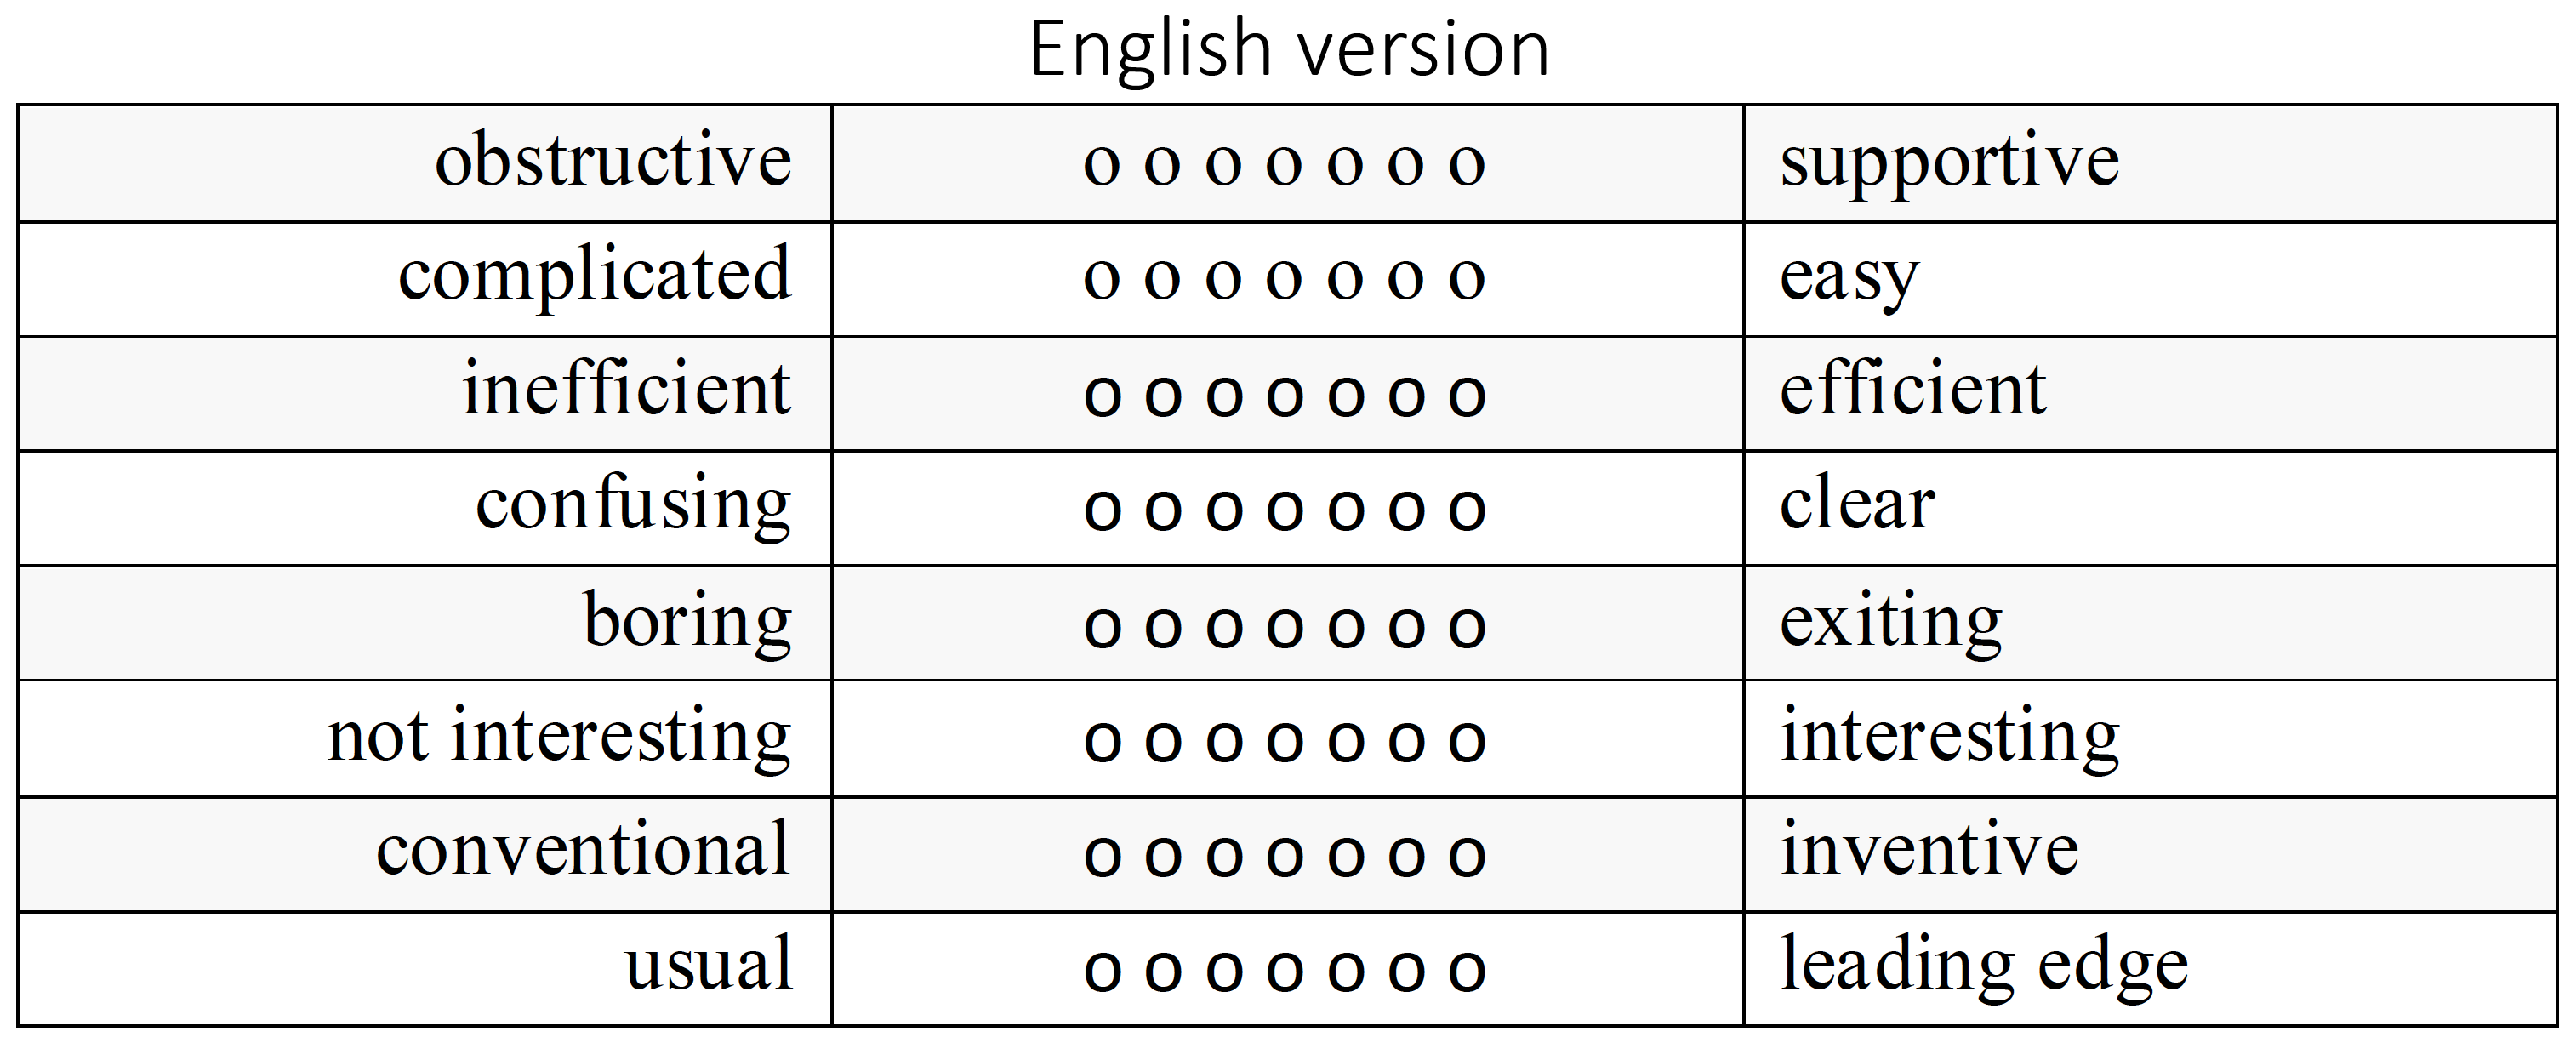 English version
obstructive o o o o o o o supportive
complicated o o o o o o o easy
inefficient o o o o o o o efficient
confusing o o o o o o o clear
boring o o o o o o o exiting
not interesting o o o o o o o interesting
conventional o o o o o o o inventive
usual o o o o o o o leading edge